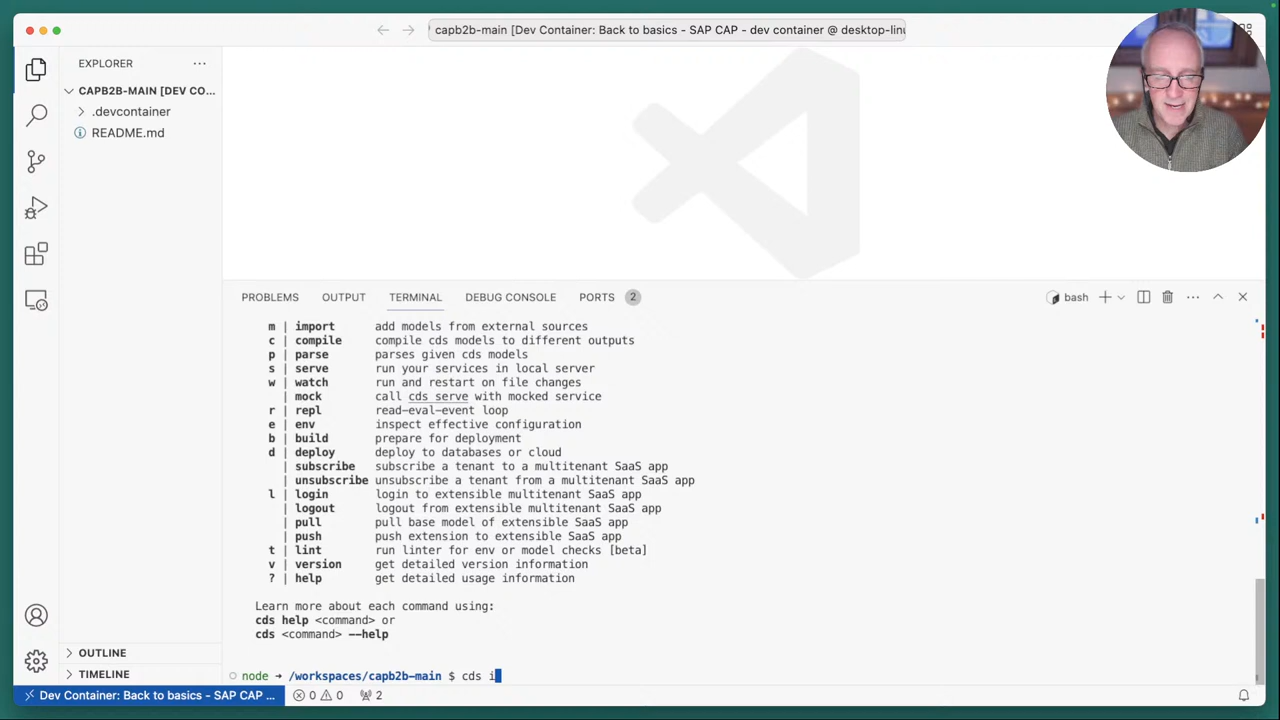 capb2b-main [Dev Container: Back to basics - SAP CAP - dev container @ desktop-linu
EXPLORER
CAPB2B-MAIN [DEV CO...
.devcontainer
README.md
PROBLEMS OUTPUT TERMINAL DEBUG CONSOLE PORTS 2
bash
m | import add models from external sources
c | compile compile cds models to different outputs
p | parse parses given cds models
s | serve run your services in local server
w | watch run and restart on file changes
| mock call cds serve with mocked service
r | repl read-eval-event loop
e | env inspect effective configuration
b | build prepare for deployment
d | deploy deploy to databases or cloud
| subscribe subscribe a tenant to a multitenant SaaS app
| unsubscribe unsubscribe a tenant from a multitenant SaaS app
l | login login to extensible multitenant SaaS app
| logout logout from extensible multitenant SaaS app
| pull pull base model of extensible SaaS app
| push push extension to extensible SaaS app
t | lint run linter for env or model checks [beta]
v | version get detailed version information
? | help get detailed usage information
Learn more about each command using:
cds help <command> or
cds <command> --help
node → /workspaces/capb2b-main $ cds i
OUTLINE
TIMELINE
Dev Container: Back to basics - SAP CAP ... 0 0 2